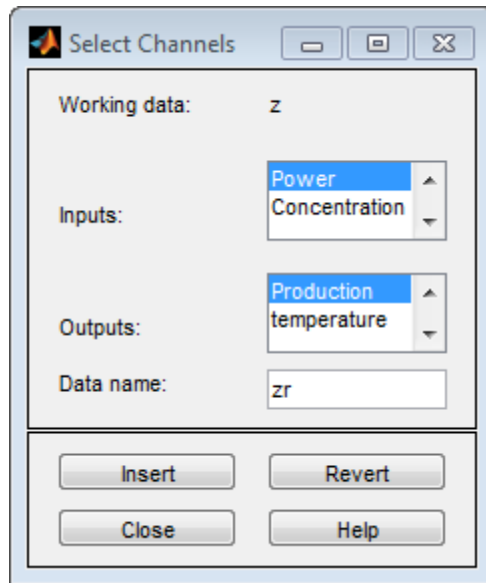 Select Channels
Working data: z
Inputs:
Power
Concentration
Outputs:
Production
temperature
Data name: zr
Insert Revert
Close Help